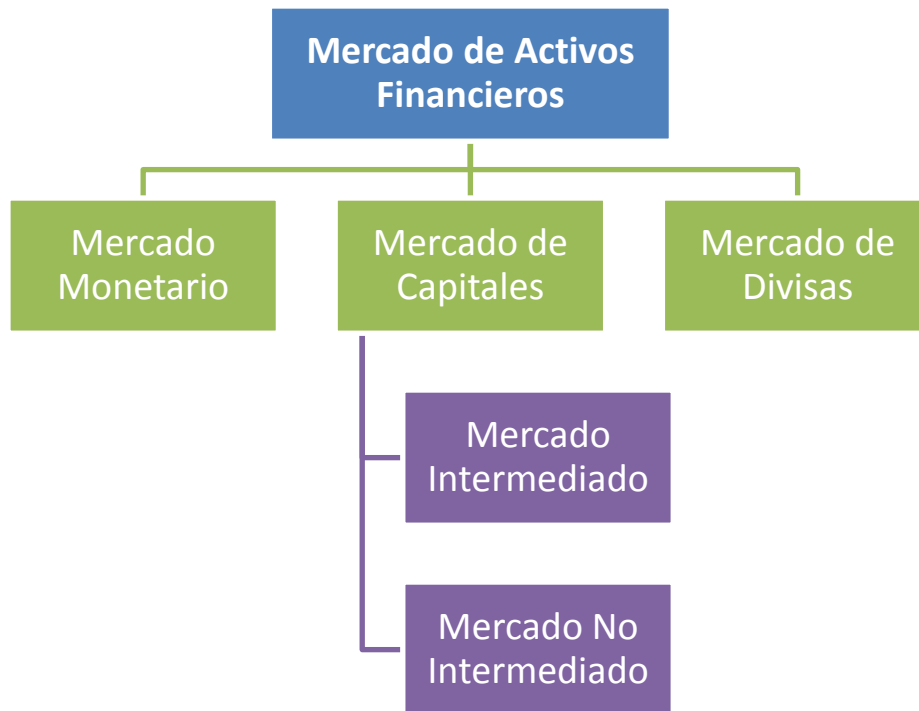 Mercado de Activos
Financieros
Mercado
Monetario
Mercado de
Capitales
Mercado de
Divisas
Mercado
Intermediado
Mercado No
Intermediado